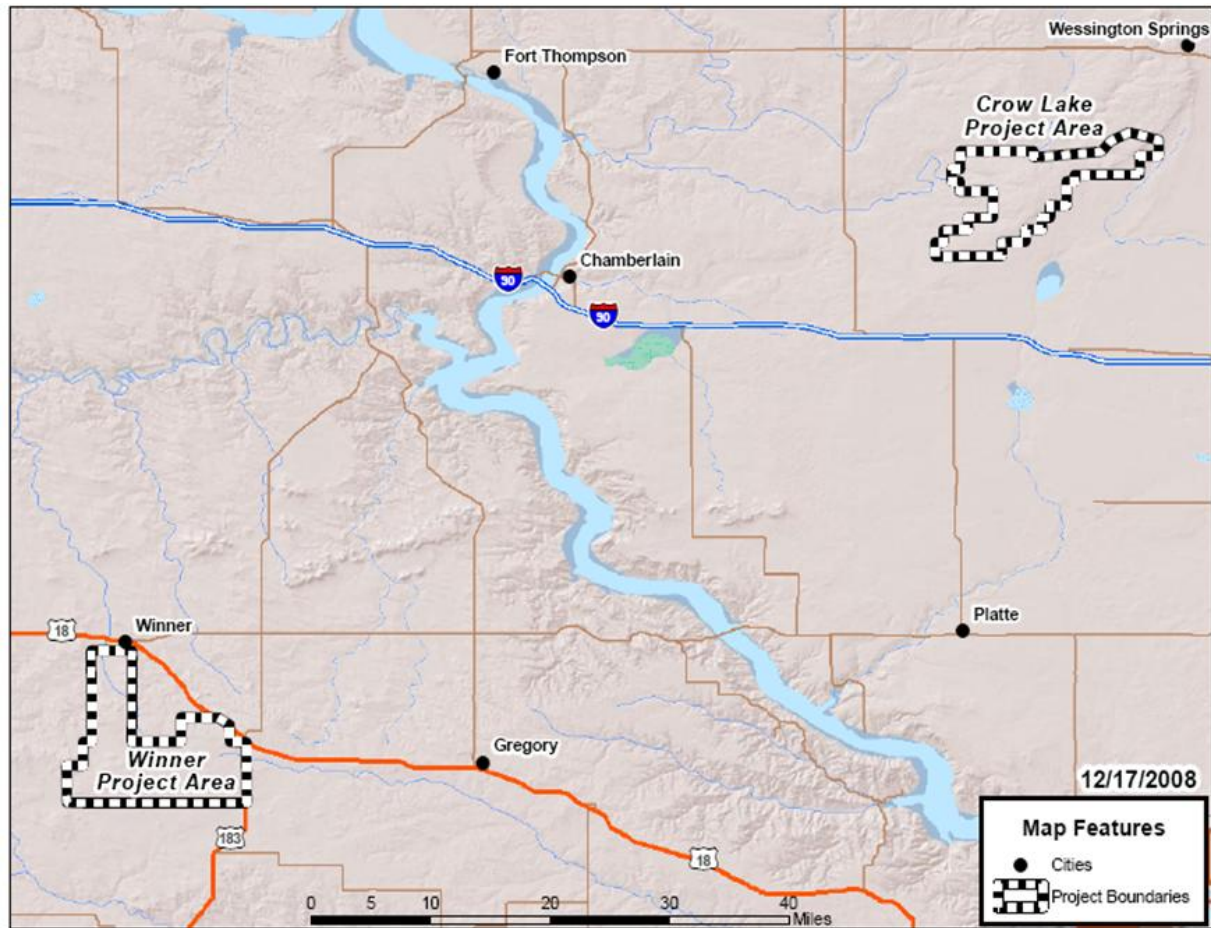 Wessington Springs
Fort Thompson
Crow Lake
Project Area
Chamberlain
90
90
Platte
18
Winner
Winner
Project Area
Gregory
12/17/2008
183
18
Map Features
Cities
Project Boundaries
0 5 10 20 30 40
Miles